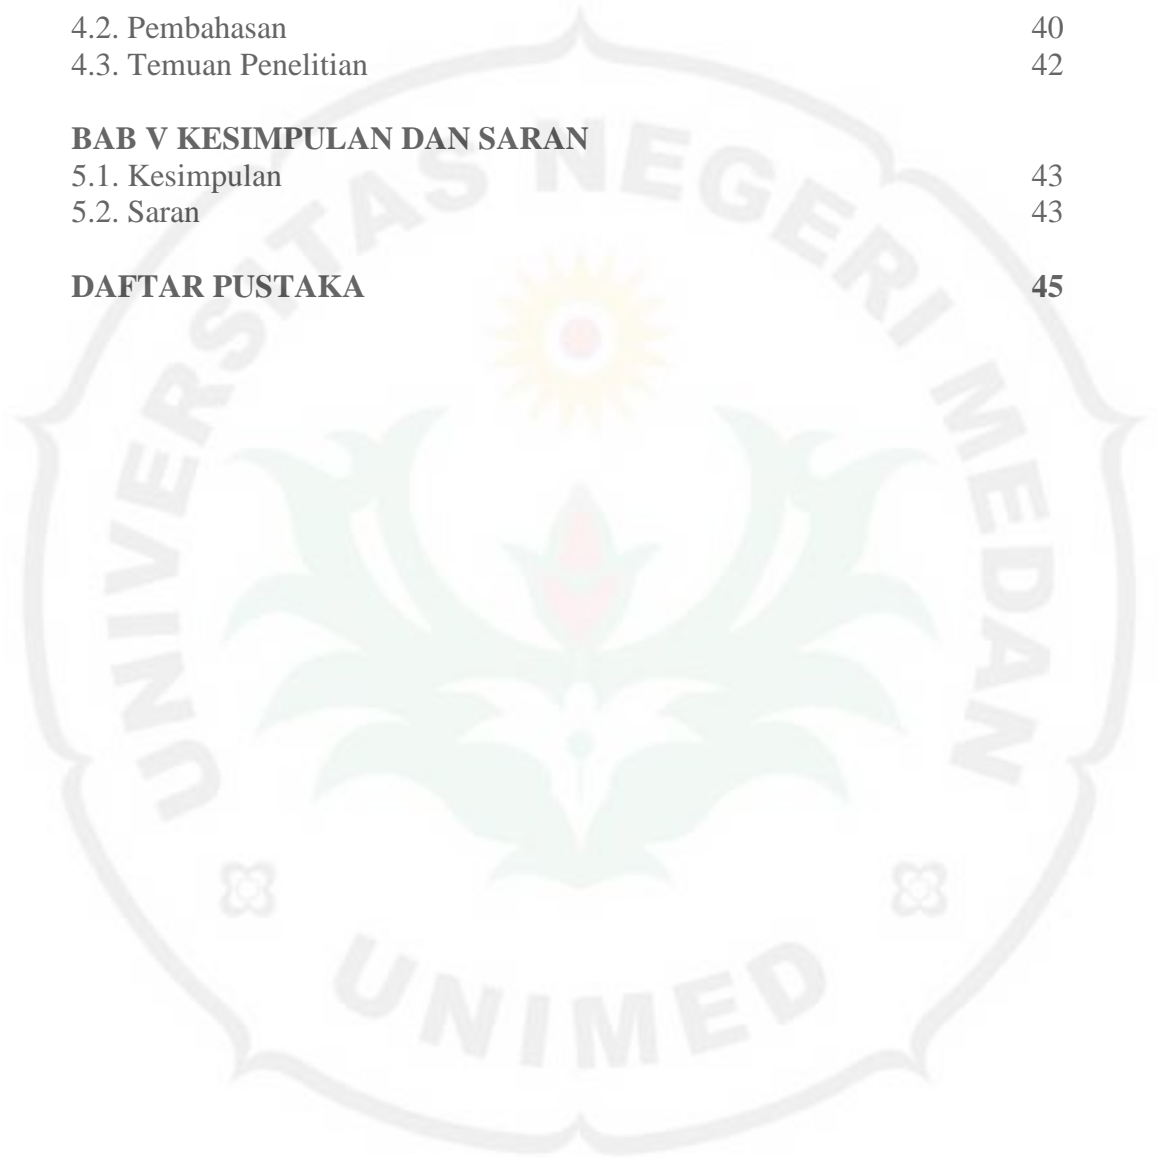 4.2. Pembahasan 40
4.3. Temuan Penelitian 42
BAB V KESIMPULAN DAN SARAN
5.1. Kesimpulan 43
5.2. Saran 43
DAFTAR PUSTAKA 45
UNIVERSITAS NEGERI MEDAN
UNIMED